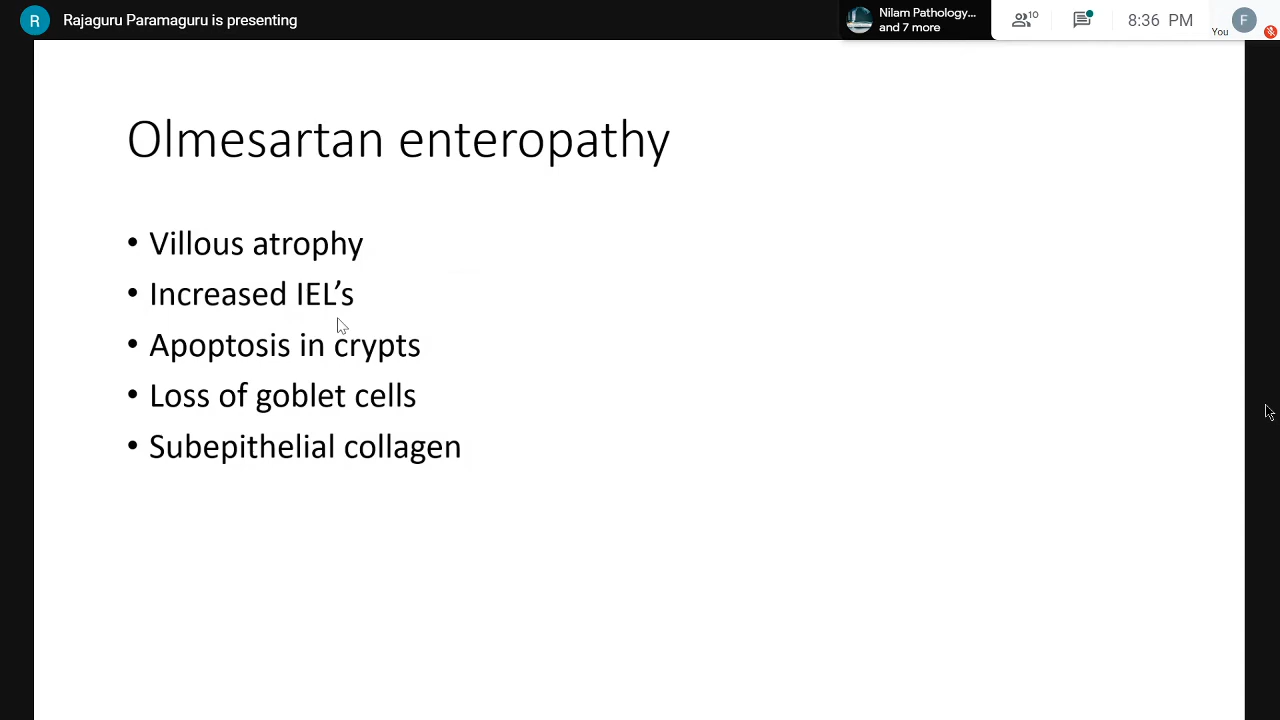 R Rajaguru Paramaguru is presenting
Nilam Pathology...
and 7 more
10
8:36 PM
You
F
Olmesartan enteropathy
• Villous atrophy
• Increased IEL’s
• Apoptosis in crypts
• Loss of goblet cells
• Subepithelial collagen